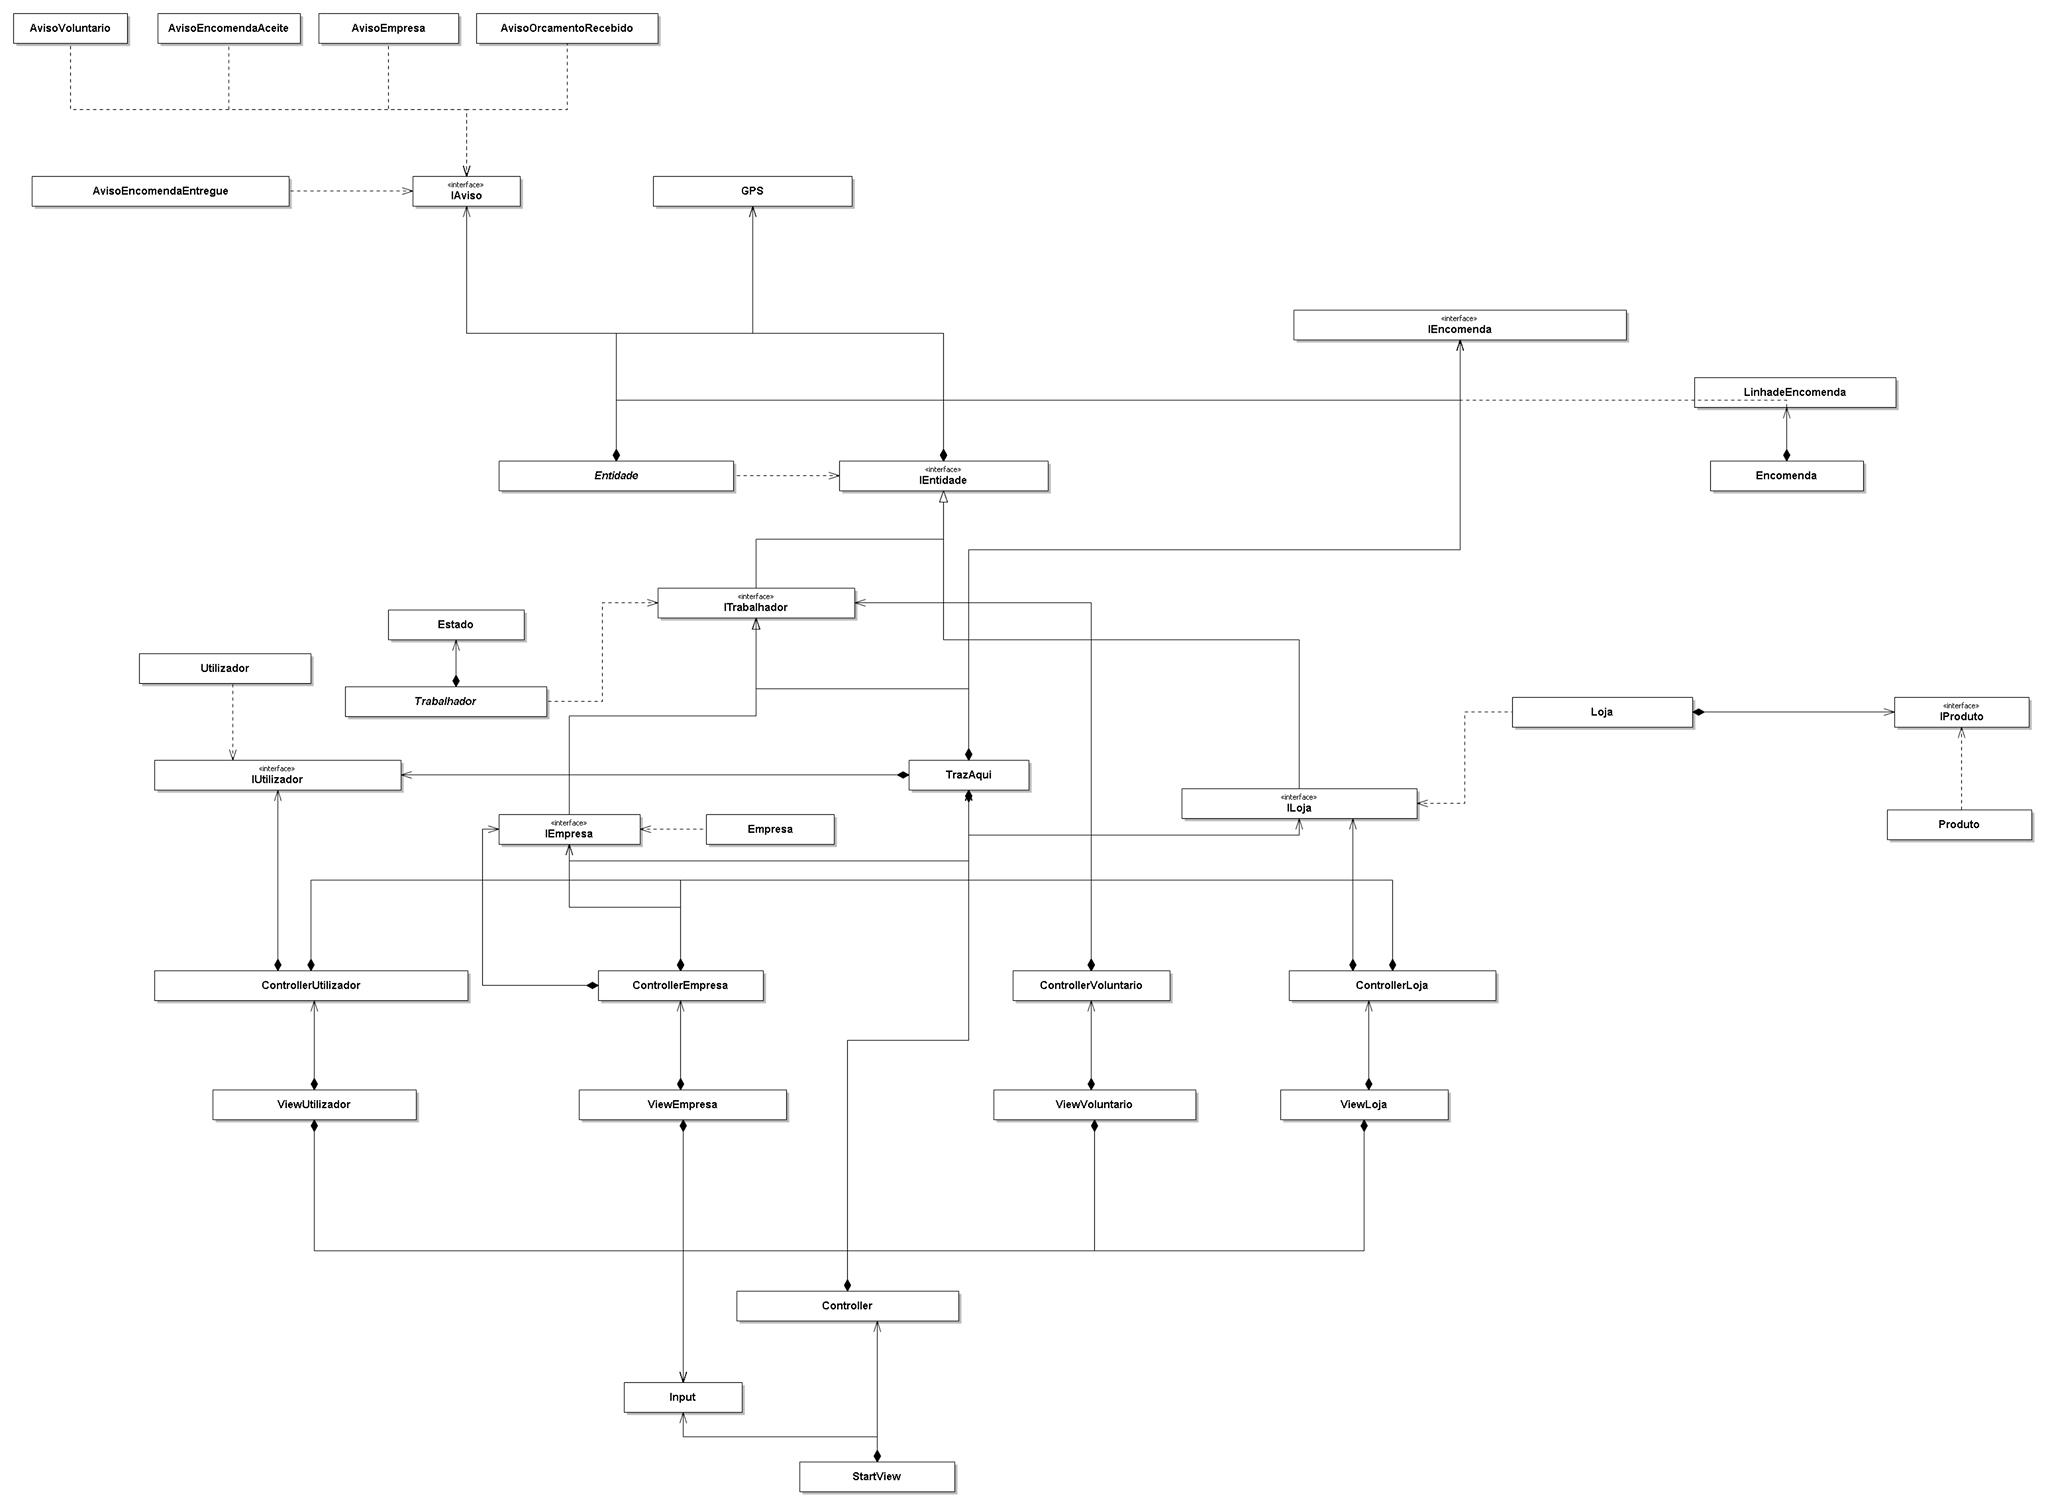 AvisoVoluntario
AvisoEncomendaAceite
AvisoEmpresa
AvisoOrcamentoRecebido
AvisoEncomendaEntregue
«interface»
IAviso
GPS
«interface»
IEncomenda
LinhadeEncomenda
Entidade
«interface»
IEntidade
Encomenda
«interface»
ITrabalhador
Estado
Utilizador
Trabalhador
Loja
«interface»
IProduto
«interface»
IUtilizador
TrazAqui
«interface»
ILoja
«interface»
IEmpresa
Empresa
Produto
ControllerUtilizador
ControllerEmpresa
ControllerVoluntario
ControllerLoja
ViewUtilizador
ViewEmpresa
ViewVoluntario
ViewLoja
Controller
Input
StartView